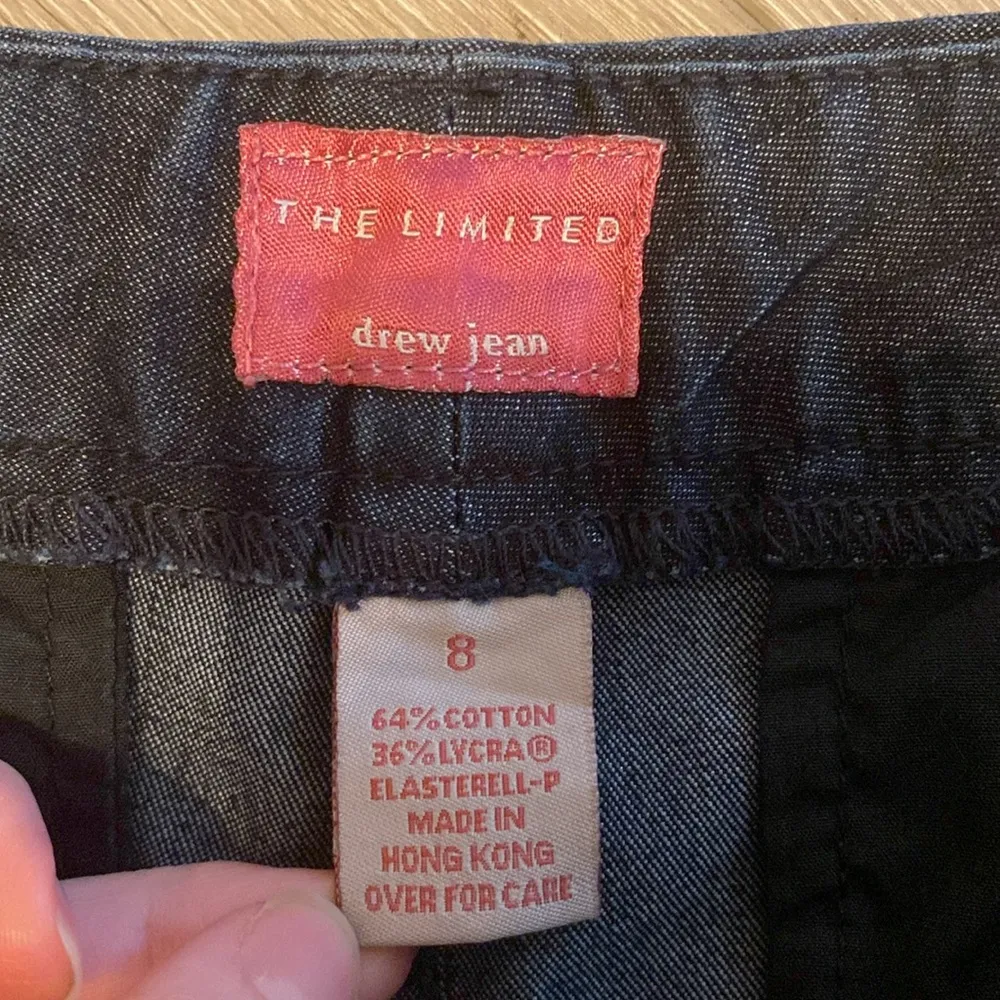 THE LIMITED
drew jean
8
64% COTTON
36% LYCRA®
ELASTERELL-P
MADE IN
HONG KONG
OVER FOR CARE